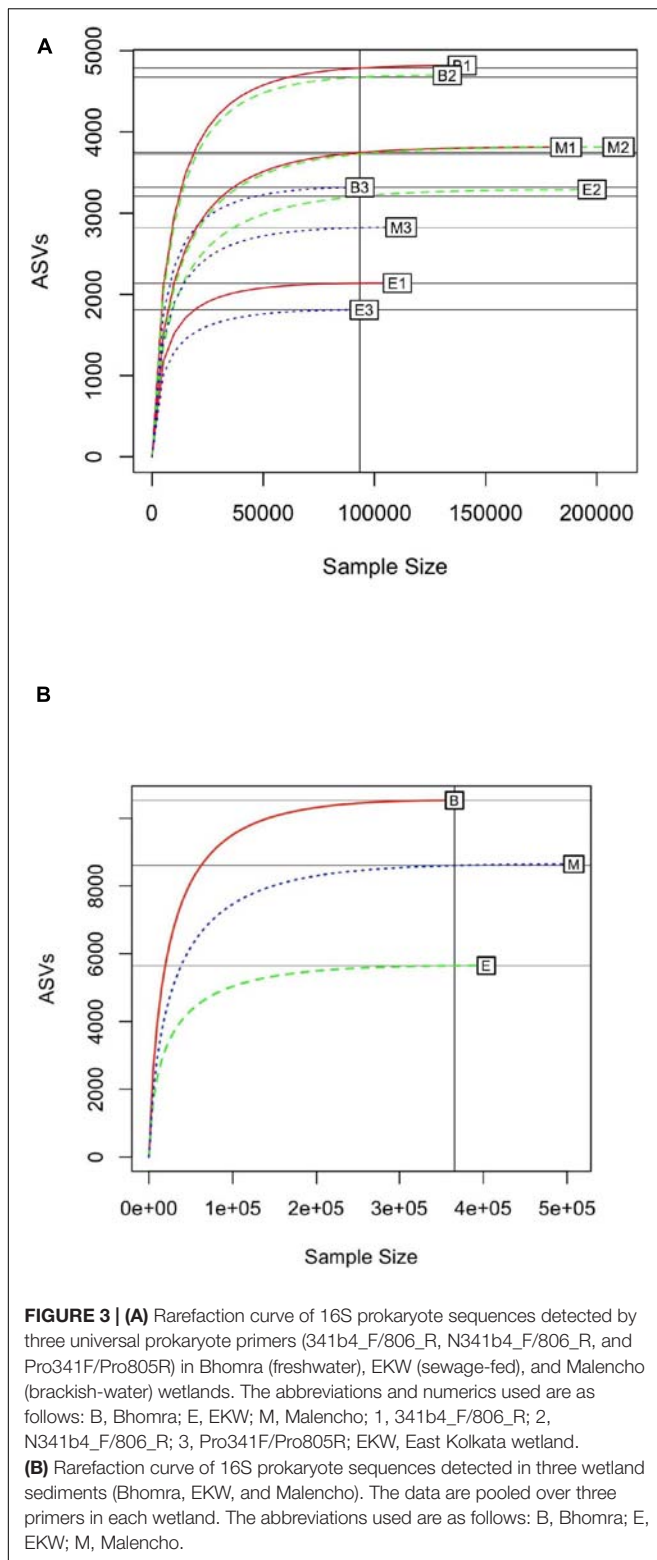 A
5000
4000
3000
2000
1000
0
ASVs
B1
B2
M1
M2
B3
E2
M3
E1
E3
0
50000
100000
150000
200000
Sample Size
B
8000
6000
4000
2000
0
ASVs
B
M
E
0e+00
1e+05
2e+05
3e+05
4e+05
5e+05
Sample Size
FIGURE 3 | (A) Rarefaction curve of 16S prokaryote sequences detected by
three universal prokaryote primers (341b4_F/806_R, N341b4_F/806_R, and
Pro341F/Pro805R) in Bhomra (freshwater), EKW (sewage-fed), and Malencho
(brackish-water) wetlands. The abbreviations and numerics used are as
follows: B, Bhomra; E, EKW; M, Malencho; 1, 341b4_F/806_R; 2,
N341b4_F/806_R; 3, Pro341F/Pro805R; EKW, East Kolkata wetland.
(B) Rarefaction curve of 16S prokaryote sequences detected in three wetland
sediments (Bhomra, EKW, and Malencho). The data are pooled over three
primers in each wetland. The abbreviations used are as follows: B, Bhomra; E,
EKW; M, Malencho.